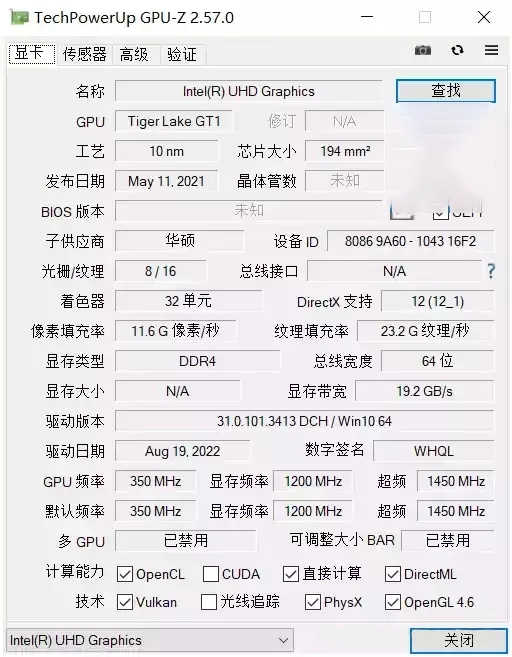 TechPowerUp GPU-Z 2.57.0
显卡 传感器 高级 验证
名称 Intel(R) UHD Graphics 查找
GPU Tiger Lake GT1 修订 N/A
工艺 10 nm 芯片大小 194 mm²
发布日期 May 11, 2021 晶体管数 未知
BIOS 版本 未知
子供应商 华硕 设备 ID 8086 9A60 - 1043 16F2
光栅/纹理 8 / 16 总线接口 N/A ?
着色器 32 单元 DirectX 支持 12 (12_1)
像素填充率 11.6 G 像素/秒 纹理填充率 23.2 G 纹理/秒
显存类型 DDR4 总线宽度 64 位
显存大小 N/A 显存带宽 19.2 GB/s
驱动版本 31.0.101.3413 DCH / Win10 64
驱动日期 Aug 19, 2022 数字签名 WHQL
GPU 频率 350 MHz 显存频率 1200 MHz 超频 1450 MHz
默认频率 350 MHz 显存频率 1200 MHz 超频 1450 MHz
多 GPU 已禁用 可调整大小 BAR 已禁用
计算能力 OpenCL CUDA 直接计算 DirectML
技术 Vulkan 光线追踪 PhysX OpenGL 4.6
Intel(R) UHD Graphics 关闭